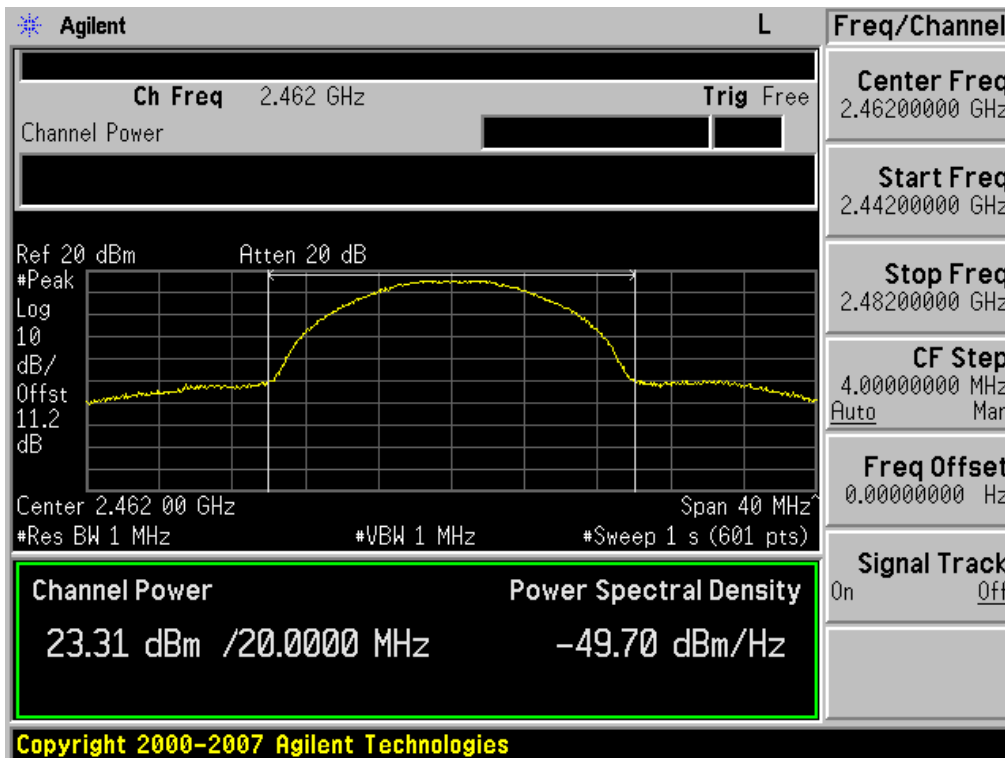 Agilent L Freq/Channel
Ch Freq 2.462 GHz Trig Free
Channel Power
Center Freq
2.46200000 GHz
Start Freq
2.44200000 GHz
Stop Freq
2.48200000 GHz
CF Step
4.00000000 MHz
Auto Man
Freq Offset
0.00000000 Hz
Signal Track
On Off
Ref 20 dBm Atten 20 dB
#Peak
Log
10
dB/
Offst
11.2
dB
Center 2.462 00 GHz Span 40 MHz^
#Res BW 1 MHz #VBW 1 MHz #Sweep 1 s (601 pts)
Channel Power Power Spectral Density
23.31 dBm /20.0000 MHz -49.70 dBm/Hz
Copyright 2000-2007 Agilent Technologies